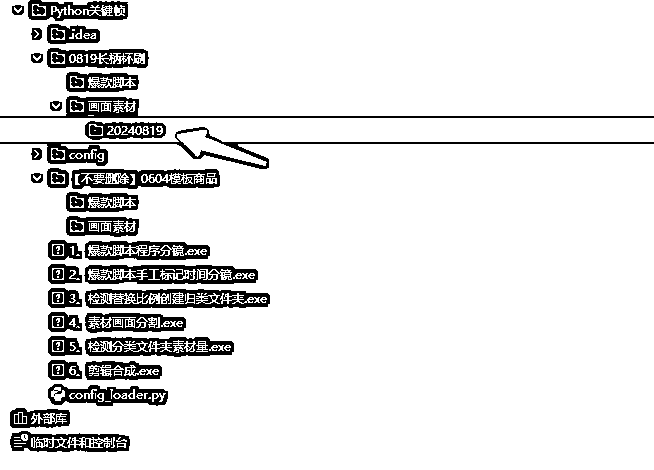 Python关键帧
.idea
0819长柄杯刷
爆款脚本
画面素材
20240819
config
【不要删除】0604模板商品
爆款脚本
画面素材
1、爆款脚本程序分镜.exe
2、爆款脚本手工标记时间分镜.exe
3、检测替换比例创建归类文件夹.exe
4、素材画面分割.exe
5、检测分类文件夹素材量.exe
6、剪辑合成.exe
config_loader.py
外部库
临时文件和控制台